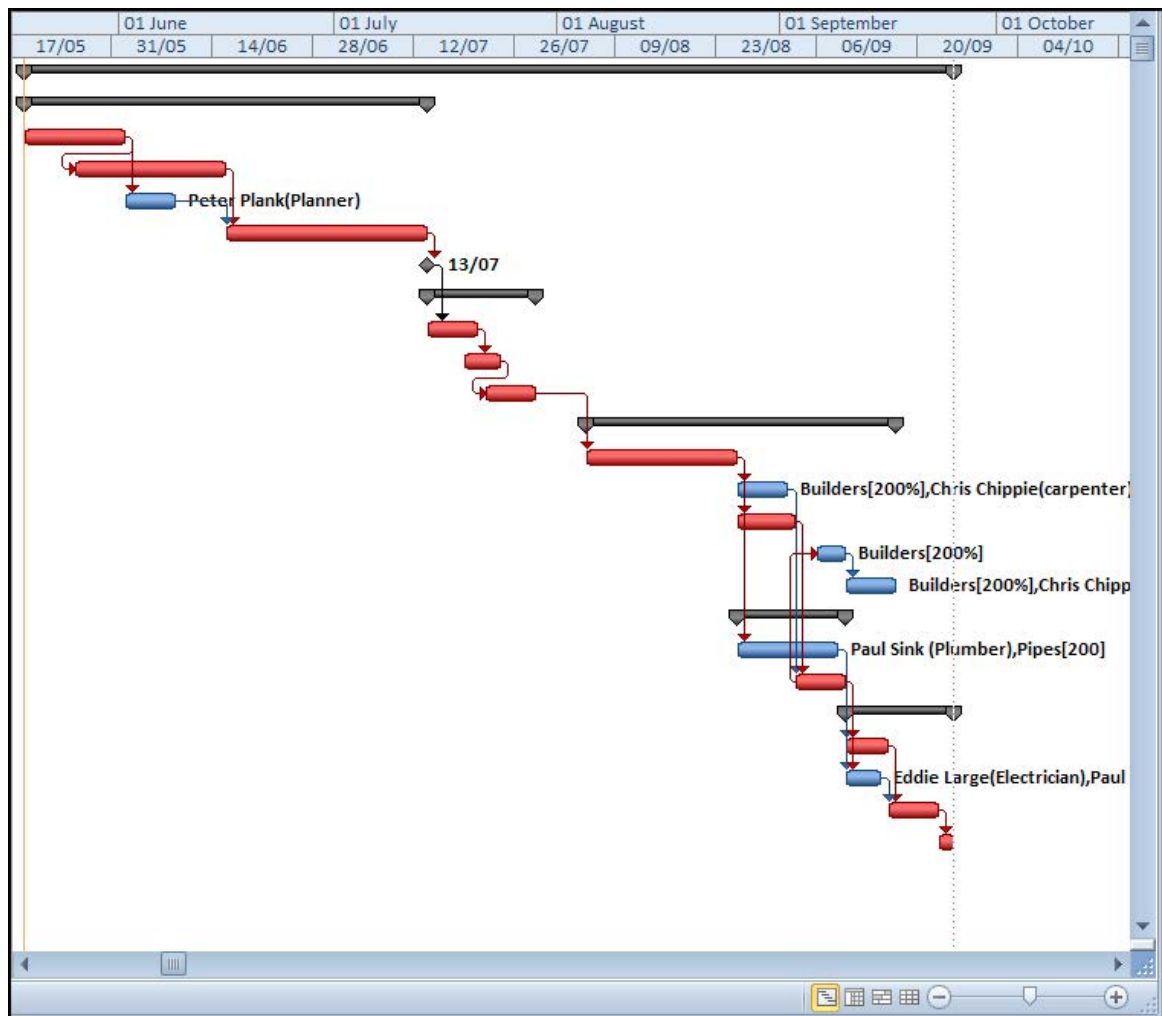 01 June 01 July 01 August 01 September 01 October
17/05 31/05 14/06 28/06 12/07 26/07 09/08 23/08 06/09 20/09 04/10
Peter Plank(Planner)
13/07
Builders[200%],Chris Chippie(carpenter)
Builders[200%]
Builders[200%],Chris Chipp
Paul Sink (Plumber),Pipes[200]
Eddie Large(Electrician),Paul